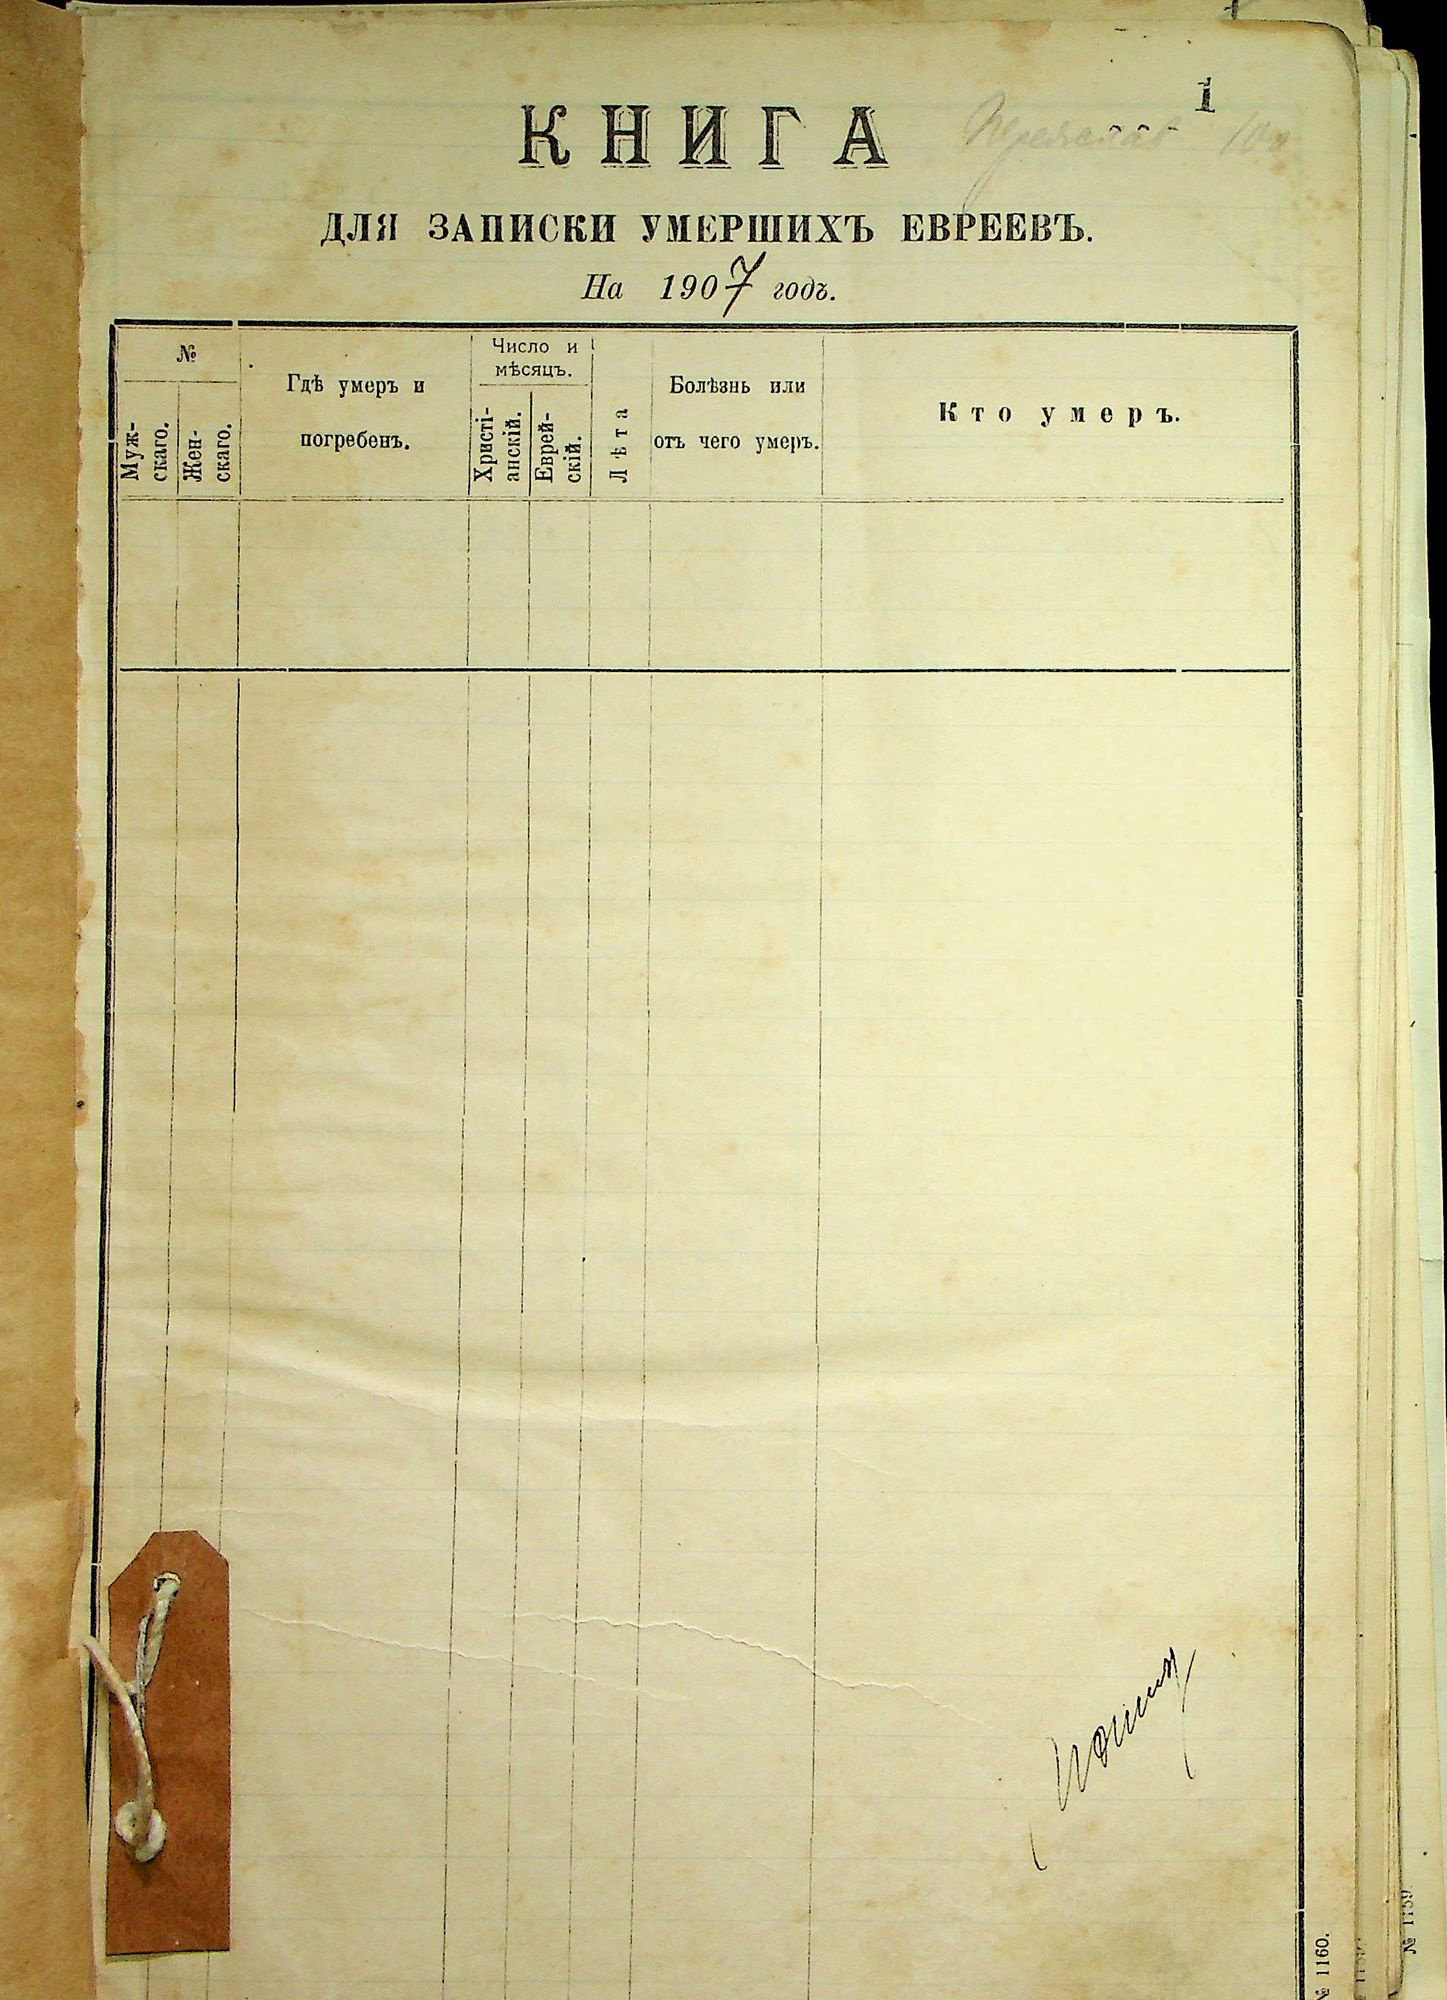 1
КНИГА
ДЛЯ ЗАПИСКИ УМЕРШИХЪ ЕВРЕЕВЪ.
На 1907 годъ.
№
Муж-
скаго.
Жен-
скаго.
Гдѣ умеръ и
погребенъ.
Число и
мѣсяцъ.
Христі-
анскій.
Еврей-
скій.
Лѣта
Болѣзнь или
отъ чего умеръ.
Кто умеръ.
№ 1160.
№ 1159.